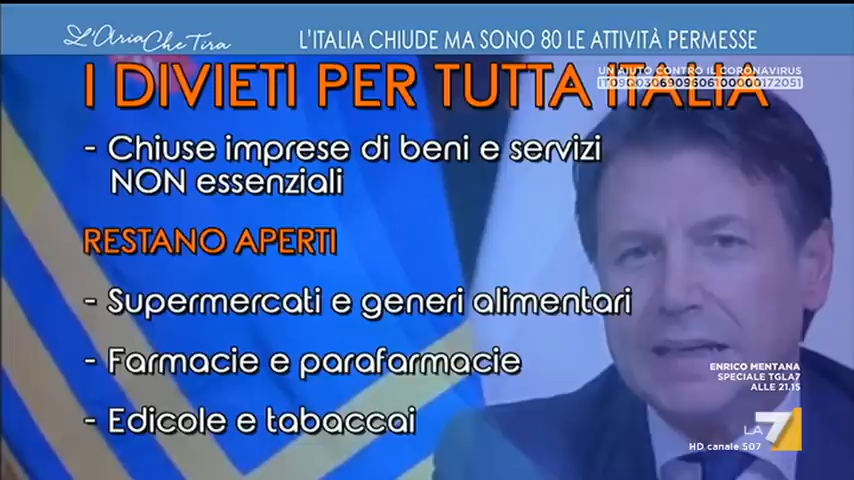 L'Aria Che Tira
L'ITALIA CHIUDE MA SONO 80 LE ATTIVITÀ PERMESSE
I DIVIETI PER TUTTA ITALIA
UN AIUTO CONTRO IL CORONAVIRUS
IT09Q0306909606100000172051
- Chiuse imprese di beni e servizi
NON essenziali
RESTANO APERTI
- Supermercati e generi alimentari
- Farmacie e parafarmacie
- Edicole e tabaccai
ENRICO MENTANA
SPECIALE TGLA7
ALLE 21.15
LA7
HD canale 507